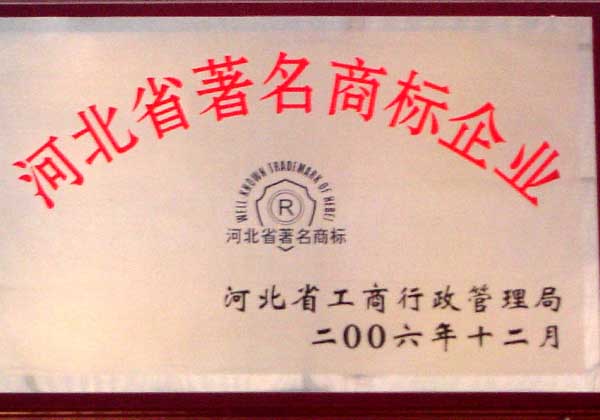 河北省著名商标企业
WELL KNOWN TRADEMARK OF HEBEI
R
河北省著名商标
河北省工商行政管理局
二00六年十二月